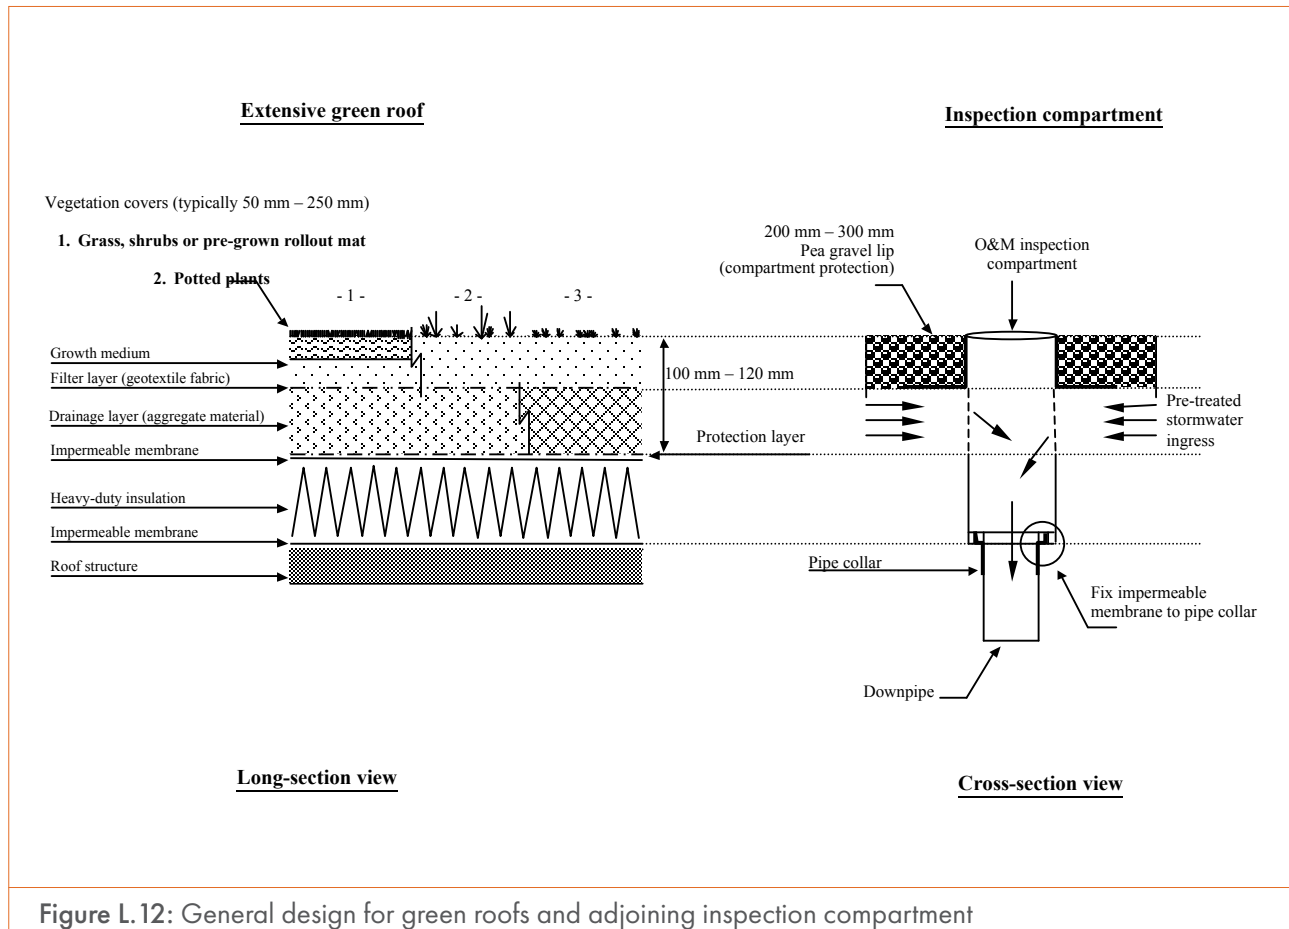 Extensive green roof
Inspection compartment
Vegetation covers (typically 50 mm – 250 mm)
1. Grass, shrubs or pre-grown rollout mat
2. Potted plants
- 1 -
- 2 -
- 3 -
Growth medium
Filter layer (geotextile fabric)
Drainage layer (aggregate material)
Impermeable membrane
Heavy-duty insulation
Impermeable membrane
Roof structure
100 mm – 120 mm
Protection layer
200 mm – 300 mm
Pea gravel lip
(compartment protection)
O&M inspection
compartment
Pre-treated
stormwater
ingress
Pipe collar
Fix impermeable
membrane to pipe collar
Downpipe
Long-section view
Cross-section view
Figure L.12: General design for green roofs and adjoining inspection compartment